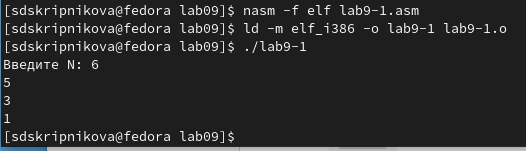 [sdskripnikova@fedora lab09]$ nasm -f elf lab9-1.asm
[sdskripnikova@fedora lab09]$ ld -m elf_i386 -o lab9-1 lab9-1.o
[sdskripnikova@fedora lab09]$ ./lab9-1
Введите N: 6
5
3
1
[sdskripnikova@fedora lab09]$